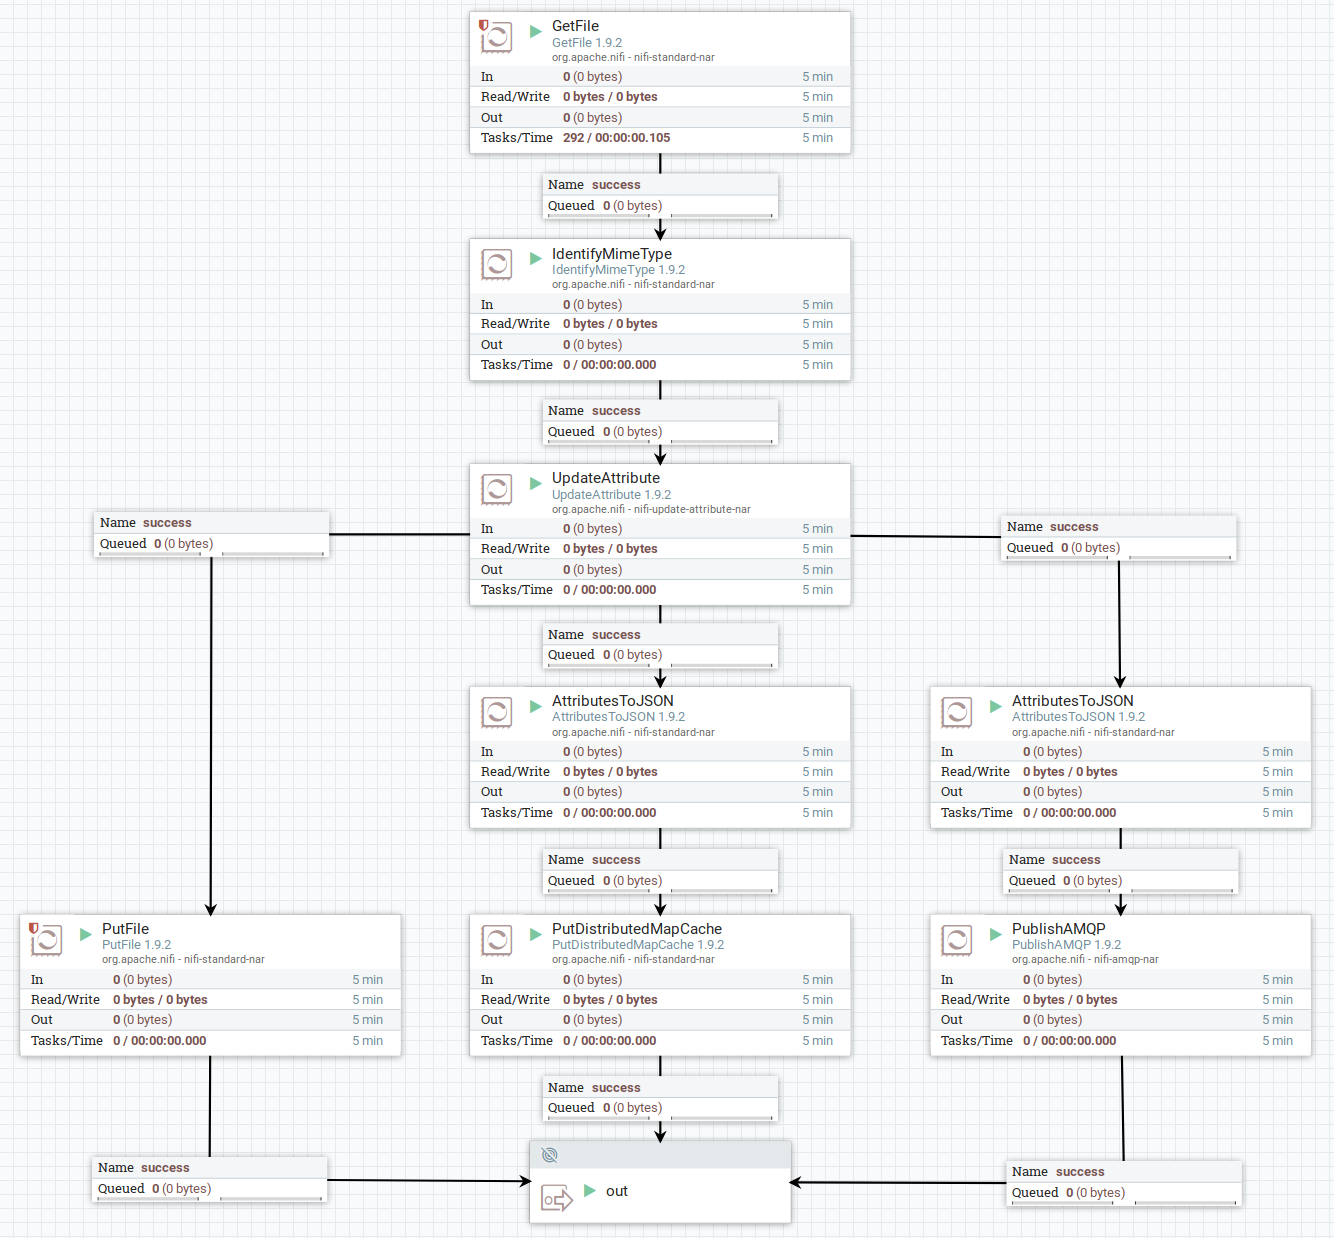 GetFile
GetFile 1.9.2
org.apache.nifi - nifi-standard-nar
In 0 (0 bytes) 5 min
Read/Write 0 bytes / 0 bytes 5 min
Out 0 (0 bytes) 5 min
Tasks/Time 292 / 00:00:00.105 5 min
Name success
Queued 0 (0 bytes)
IdentifyMimeType
IdentifyMimeType 1.9.2
org.apache.nifi - nifi-standard-nar
In 0 (0 bytes) 5 min
Read/Write 0 bytes / 0 bytes 5 min
Out 0 (0 bytes) 5 min
Tasks/Time 0 / 00:00:00.000 5 min
Name success
Queued 0 (0 bytes)
UpdateAttribute
UpdateAttribute 1.9.2
org.apache.nifi - nifi-update-attribute-nar
In 0 (0 bytes) 5 min
Read/Write 0 bytes / 0 bytes 5 min
Out 0 (0 bytes) 5 min
Tasks/Time 0 / 00:00:00.000 5 min
Name success
Queued 0 (0 bytes)
Name success
Queued 0 (0 bytes)
Name success
Queued 0 (0 bytes)
AttributesToJSON
AttributesToJSON 1.9.2
org.apache.nifi - nifi-standard-nar
In 0 (0 bytes) 5 min
Read/Write 0 bytes / 0 bytes 5 min
Out 0 (0 bytes) 5 min
Tasks/Time 0 / 00:00:00.000 5 min
AttributesToJSON
AttributesToJSON 1.9.2
org.apache.nifi - nifi-standard-nar
In 0 (0 bytes) 5 min
Read/Write 0 bytes / 0 bytes 5 min
Out 0 (0 bytes) 5 min
Tasks/Time 0 / 00:00:00.000 5 min
Name success
Queued 0 (0 bytes)
Name success
Queued 0 (0 bytes)
PutFile
PutFile 1.9.2
org.apache.nifi - nifi-standard-nar
In 0 (0 bytes) 5 min
Read/Write 0 bytes / 0 bytes 5 min
Out 0 (0 bytes) 5 min
Tasks/Time 0 / 00:00:00.000 5 min
PutDistributedMapCache
PutDistributedMapCache 1.9.2
org.apache.nifi - nifi-standard-nar
In 0 (0 bytes) 5 min
Read/Write 0 bytes / 0 bytes 5 min
Out 0 (0 bytes) 5 min
Tasks/Time 0 / 00:00:00.000 5 min
PublishAMQP
PublishAMQP 1.9.2
org.apache.nifi - nifi-amqp-nar
In 0 (0 bytes) 5 min
Read/Write 0 bytes / 0 bytes 5 min
Out 0 (0 bytes) 5 min
Tasks/Time 0 / 00:00:00.000 5 min
Name success
Queued 0 (0 bytes)
Name success
Queued 0 (0 bytes)
Name success
Queued 0 (0 bytes)
out